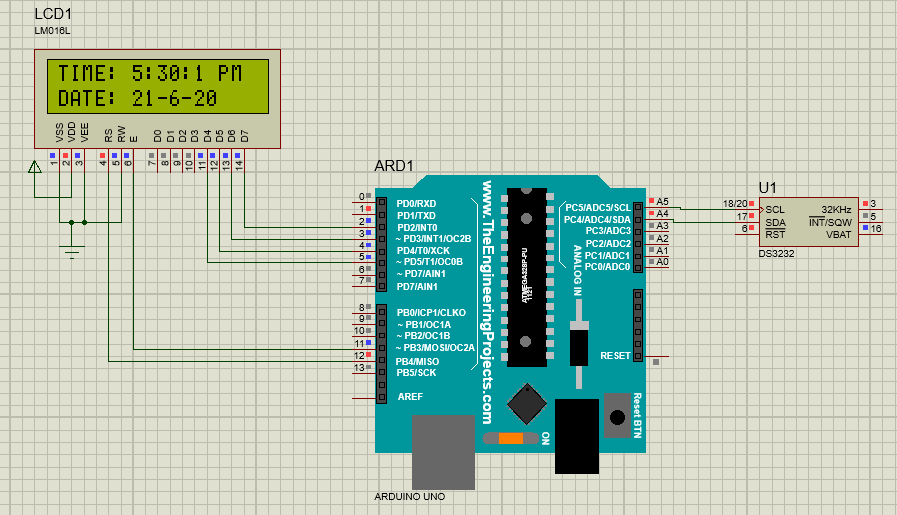 LCD1
LM016L
TIME: 5:30:1 PM
DATE: 21-6-20
VSS VDD VEE RS RW E D0 D1 D2 D3 D4 D5 D6 D7
1 2 3 4 5 6 7 8 9 10 11 12 13 14
ARD1
0 PD0/RXD
1 PD1/TXD
2 PD2/INT0
3 ~ PD3/INT1/OC2B
4 PD4/T0/XCK
5 ~ PD5/T1/OC0B
6 ~ PD7/AIN1
7 PD7/AIN1
8 PB0/ICP1/CLKO
9 ~ PB1/OC1A
10 ~ PB2/OC1B
11 ~ PB3/MOSI/OC2A
12 PB4/MISO
13 PB5/SCK
AREF
www.TheEngineeringProjects.com
ATMEGA328P-PU
1121
ANALOG IN
PC5/ADC5/SCL A5
PC4/ADC4/SDA A4
PC3/ADC3 A3
PC2/ADC2 A2
PC1/ADC1 A1
PC0/ADC0 A0
RESET
Reset BTN
ON
ARDUINO UNO
U1
18/20 SCL 32KHz 3
17 SDA INT/SQW 5
6 RST VBAT 16
DS3232